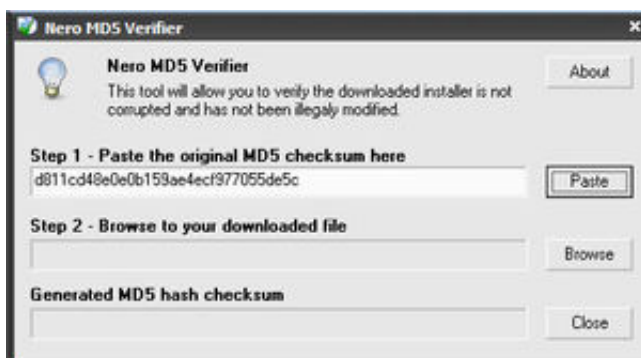 Nero MD5 Verifier
Nero MD5 Verifier
This tool will allow you to verify the downloaded installer is not
corrupted and has not been illegaly modified.
About
Step 1 - Paste the original MD5 checksum here
d811cd48e0e0b159ae4ecf977055de5c
Paste
Step 2 - Browse to your downloaded file
Browse
Generated MD5 hash checksum
Close